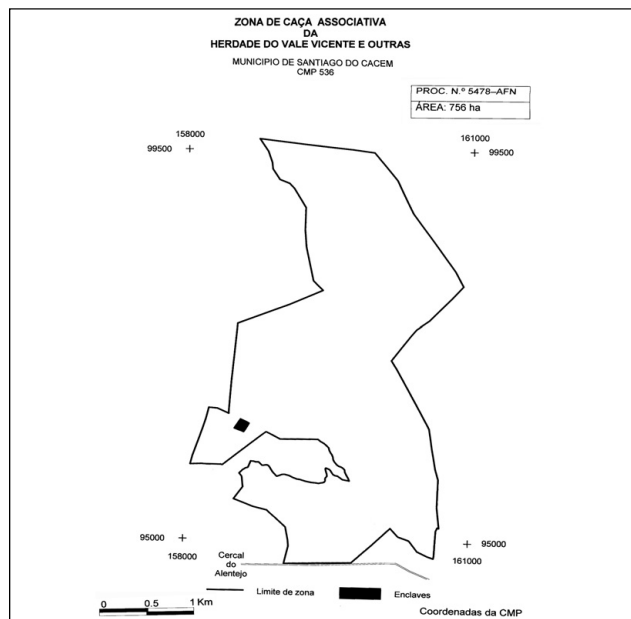 ZONA DE CAÇA ASSOCIATIVA
DA
HERDADE DO VALE VICENTE E OUTRAS
MUNICIPIO DE SANTIAGO DO CACEM
CMP 536
PROC. N.º 5478–AFN
ÁREA: 756 ha
158000
99500
161000
99500
95000
158000
95000
161000
Cercal
do
Alentejo
Limite de zona
Enclaves
0 0.5 1 Km
Coordenadas da CMP